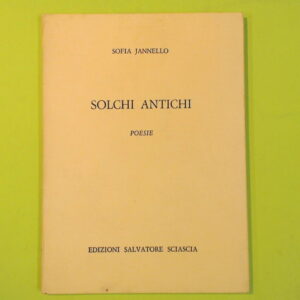 SOFIA JANNELLO
SOLCHI ANTICHI
POESIE
EDIZIONI SALVATORE SCIASCIA